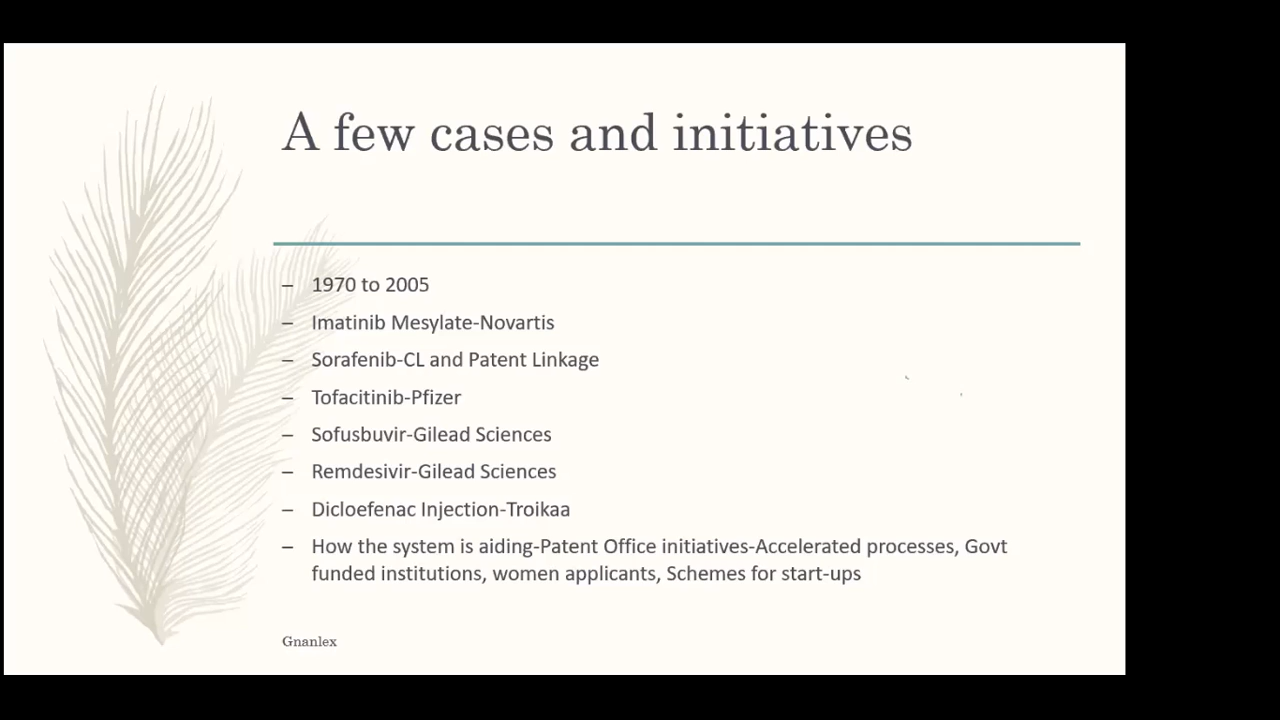 A few cases and initiatives
– 1970 to 2005
– Imatinib Mesylate-Novartis
– Sorafenib-CL and Patent Linkage
– Tofacitinib-Pfizer
– Sofusbuvir-Gilead Sciences
– Remdesivir-Gilead Sciences
– Dicloefenac Injection-Troikaa
– How the system is aiding-Patent Office initiatives-Accelerated processes, Govt
funded institutions, women applicants, Schemes for start-ups
Gnanlex